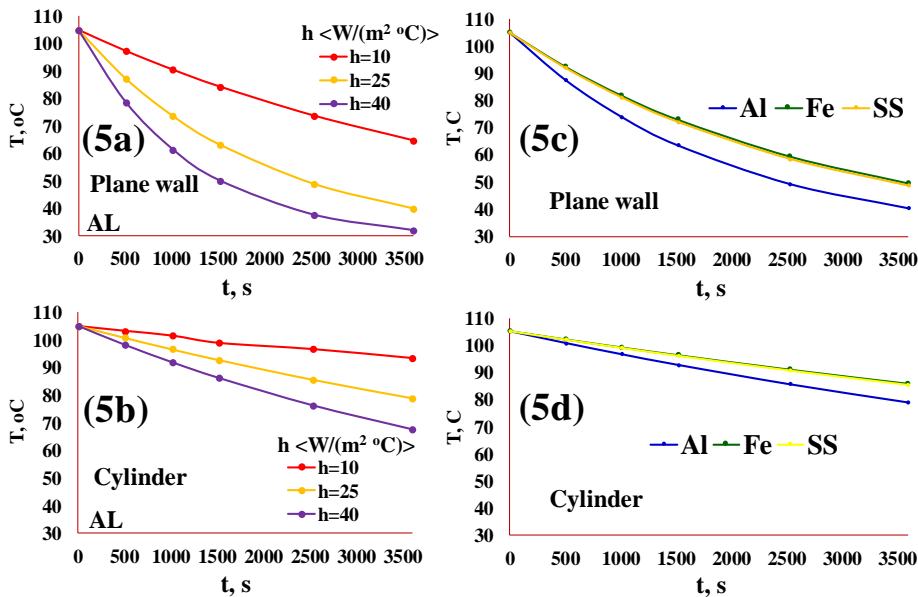 110
100
90
80
70
60
50
40
30
T, oC
h <W/(m² °C)>
h=10
h=25
h=40
(5a)
Plane wall
AL
0 500 1000 1500 2000 2500 3000 3500
t, s
110
100
90
80
70
60
50
40
30
T, C
Al Fe SS
(5c)
Plane wall
0 500 1000 1500 2000 2500 3000 3500
t, s
110
100
90
80
70
60
50
40
30
T, oC
(5b)
h <W/(m² °C)>
h=10
h=25
h=40
Cylinder
AL
0 500 1000 1500 2000 2500 3000 3500
t, s
110
100
90
80
70
60
50
40
30
T, C
(5d)
Al Fe SS
Cylinder
0 500 1000 1500 2000 2500 3000 3500
t, s